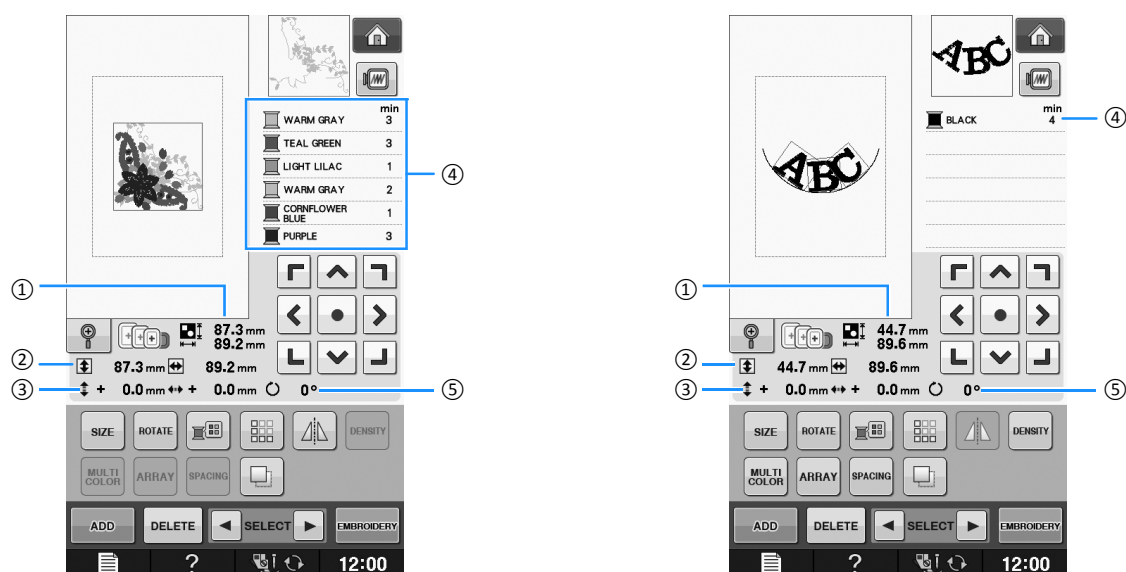 min
WARM GRAY 3
TEAL GREEN 3
LIGHT LILAC 1
④
WARM GRAY 2
CORNFLOWER
BLUE 1
PURPLE 3
①
87.3 mm
89.2 mm
②
87.3 mm 89.2 mm
③
+ 0.0 mm + 0.0 mm 0°
⑤
SIZE ROTATE DENSITY
MULTI
COLOR ARRAY SPACING
ADD DELETE SELECT EMBROIDERY
? 12:00
ABC
min
BLACK 4
④
ABC
①
44.7 mm
89.6 mm
②
44.7 mm 89.6 mm
③
+ 0.0 mm + 0.0 mm 0°
⑤
SIZE ROTATE DENSITY
MULTI
COLOR ARRAY SPACING
ADD DELETE SELECT EMBROIDERY
? 12:00